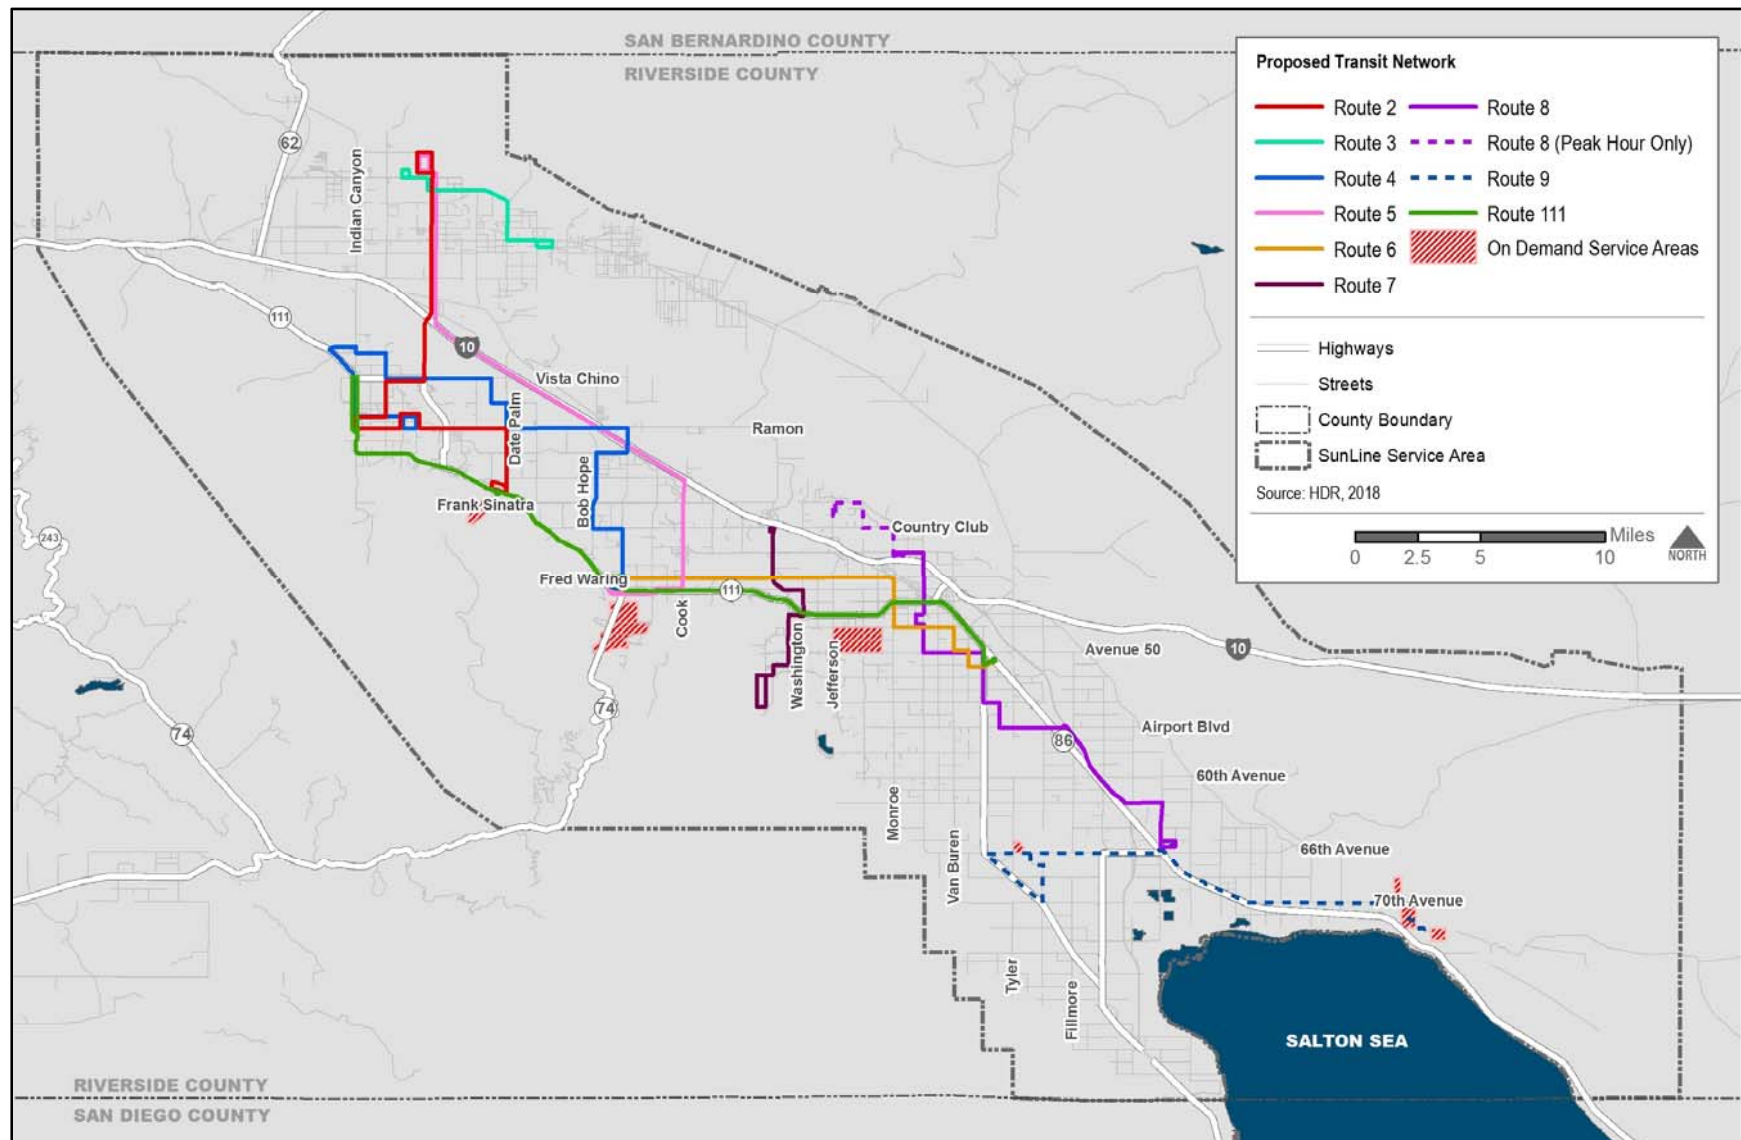 SAN BERNARDINO COUNTY
RIVERSIDE COUNTY
Proposed Transit Network
Route 2
Route 8
Route 3
Route 8 (Peak Hour Only)
Route 4
Route 9
Route 5
Route 111
Route 6
On Demand Service Areas
Route 7
Highways
Streets
County Boundary
SunLine Service Area
Source: HDR, 2018
0 2.5 5 10 Miles
NORTH
62
Indian Canyon
111
10
Vista Chino
Date Palm
Ramon
Bob Hope
Frank Sinatra
Country Club
243
Fred Waring
111
Cook
Washington
Jefferson
Avenue 50
10
74
74
86
Airport Blvd
60th Avenue
Monroe
Van Buren
66th Avenue
70th Avenue
Tyler
Fillmore
SALTON SEA
RIVERSIDE COUNTY
SAN DIEGO COUNTY